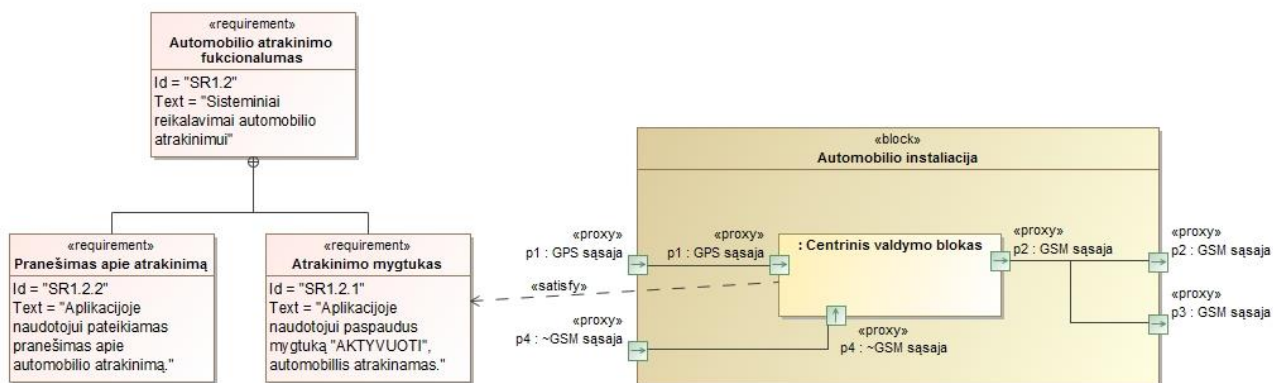 «requirement»
Automobilio atrakinimo
fukcionalumas
Id = "SR1.2"
Text = "Sisteminiai
reikalavimai automobilio
atrakinimui"
«requirement»
Pranešimas apie atrakinimą
Id = "SR1.2.2"
Text = "Aplikacijoje
naudotojui pateikiamas
pranešimas apie
automobilio atrakinimą."
«requirement»
Atrakinimo mygtukas
Id = "SR1.2.1"
Text = "Aplikacijoje
naudotojui paspaudus
mygtuką "AKTYVUOTI",
automobillis atrakinamas."
«block»
Automobilio instaliacija
«proxy»
p1 : GPS sąsaja
«proxy»
p1 : GPS sąsaja
: Centrinis valdymo blokas
«proxy»
p2 : GSM sąsaja
«proxy»
p2 : GSM sąsaja
«satisfy»
«proxy»
p3 : GSM sąsaja
«proxy»
p4 : ~GSM sąsaja
«proxy»
p4 : ~GSM sąsaja